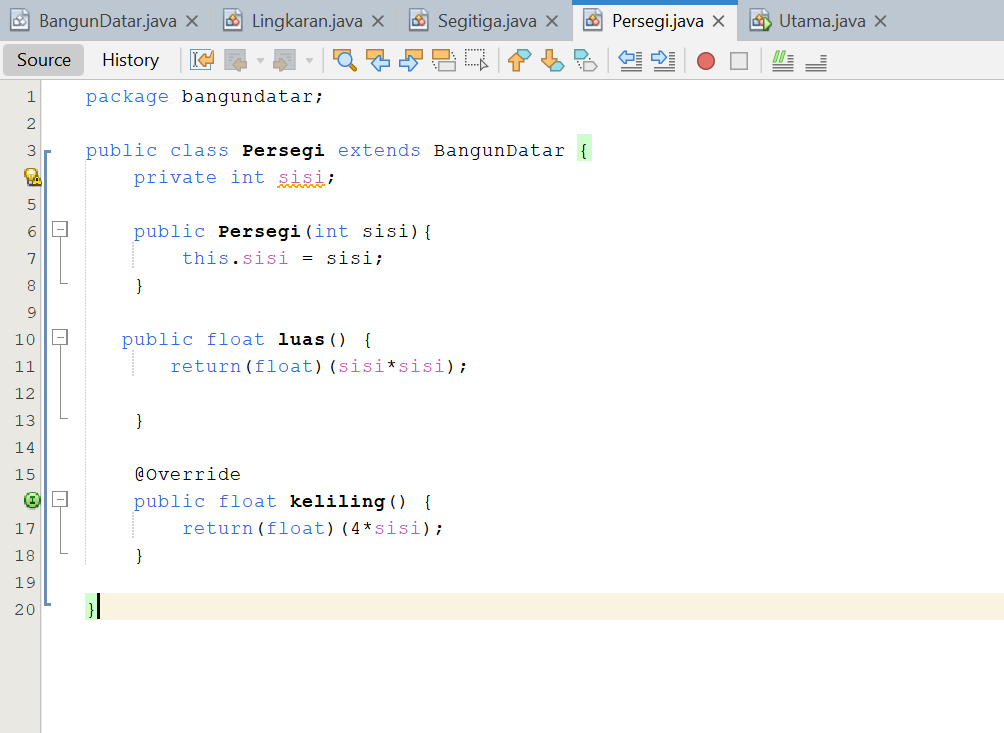 BangunDatar.java Lingkaran.java Segitiga.java Persegi.java Utama.java
Source History
1 package bangundatar;
2
3 public class Persegi extends BangunDatar {
private int sisi;
5
6 public Persegi(int sisi){
7 this.sisi = sisi;
8 }
9
10 public float luas() {
11 return(float)(sisi*sisi);
12
13 }
14
15 @Override
public float keliling() {
17 return(float)(4*sisi);
18 }
19
20 }